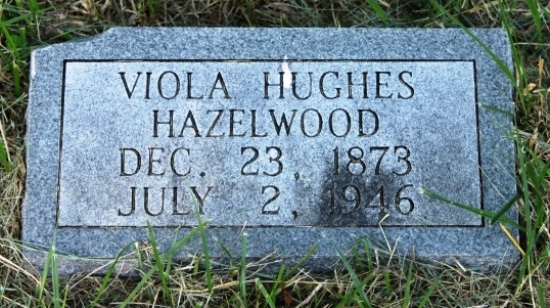 VIOLA HUGHES
HAZELWOOD
DEC. 23, 1873
JULY 2, 1946